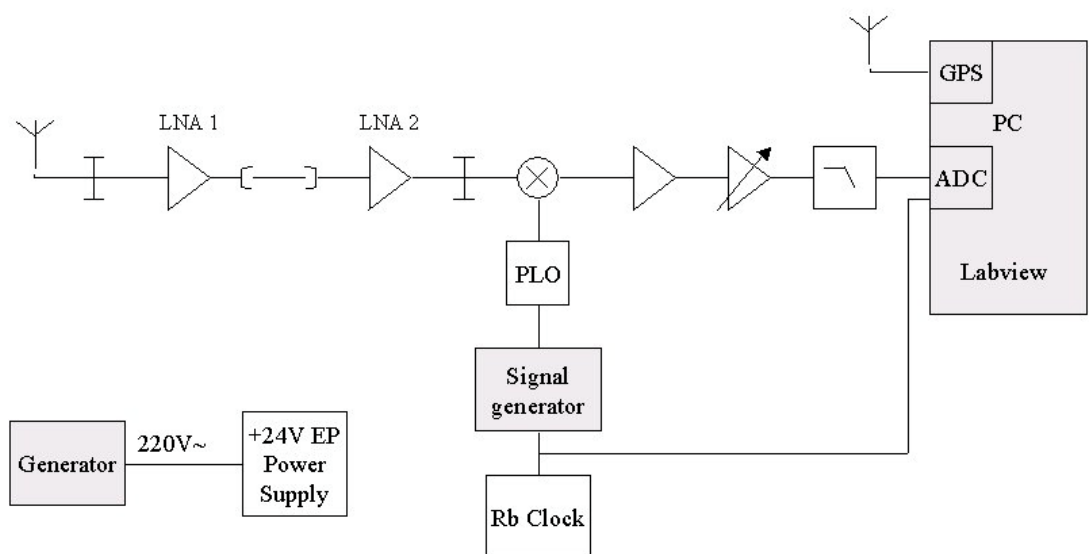 GPS
PC
LNA 1
LNA 2
ADC
Labview
PLO
Signal
generator
Generator
220V~
+24V EP
Power
Supply
Rb Clock